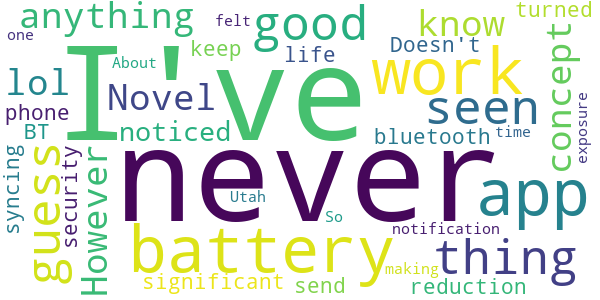 anything
felt
good
know
turned
one
keep
life
Doesn't
I've
About
work
concept
lol
Novel
seen
phone
BT
noticed
bluetooth
time
exposure
syncing
guess
security
However
never
app
Utah
So
battery
notification
thing
significant
send
making
reduction